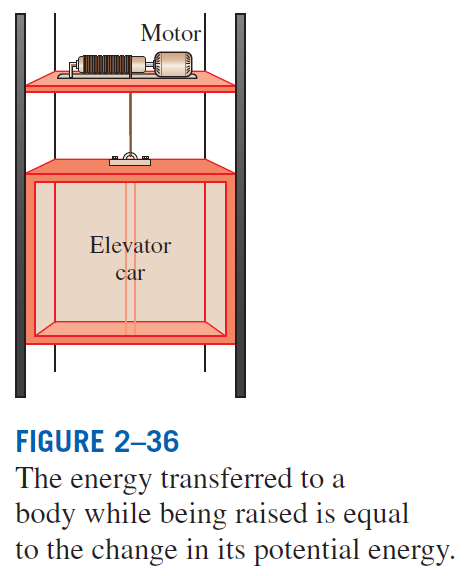 Motor
Elevator
car
FIGURE 2–36
The energy transferred to a
body while being raised is equal
to the change in its potential energy.